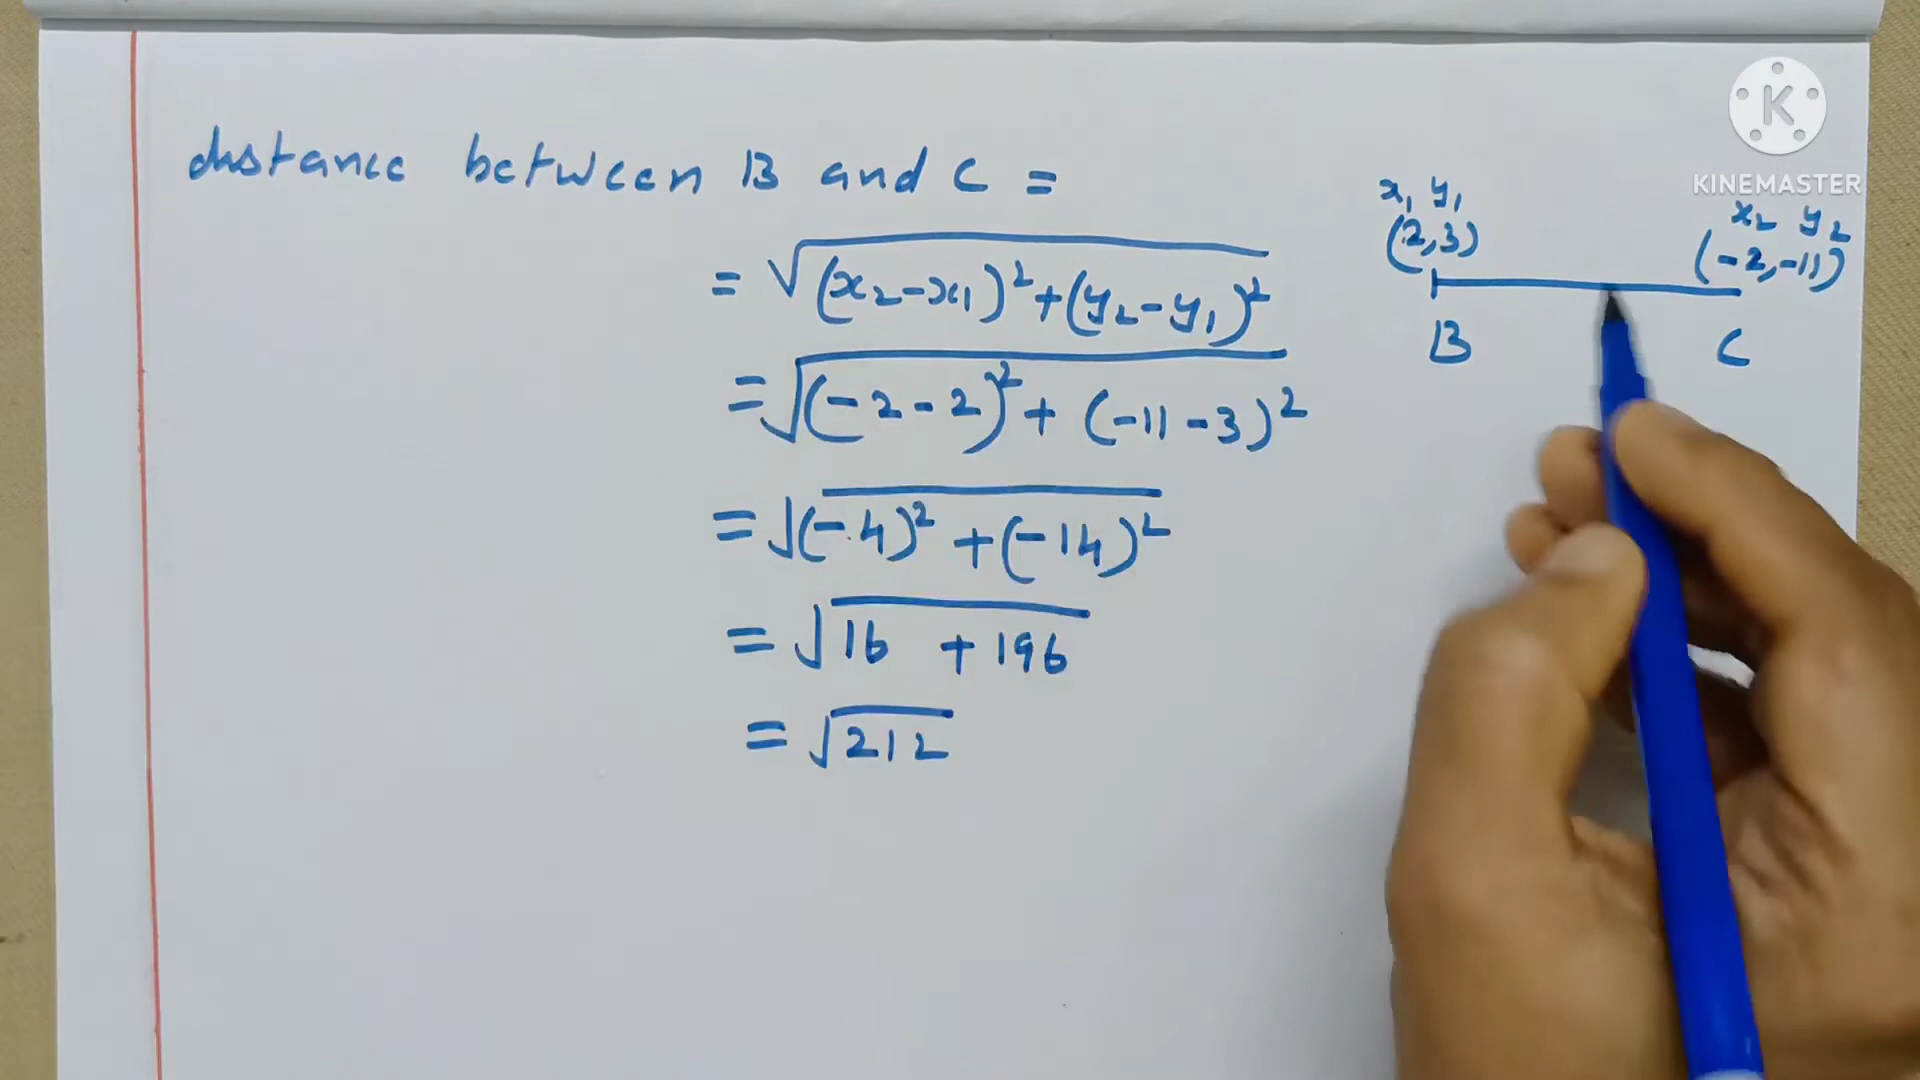 distance between B and C =
= √(x₂-x₁)²+(y₂-y₁)²
= √(-2-2)² + (-11-3)²
= √(-4)² + (-14)²
= √16 + 196
= √212
K
KINEMASTER
x₁ y₁
(2,3)
x₂ y₂
(-2,-11)
B C